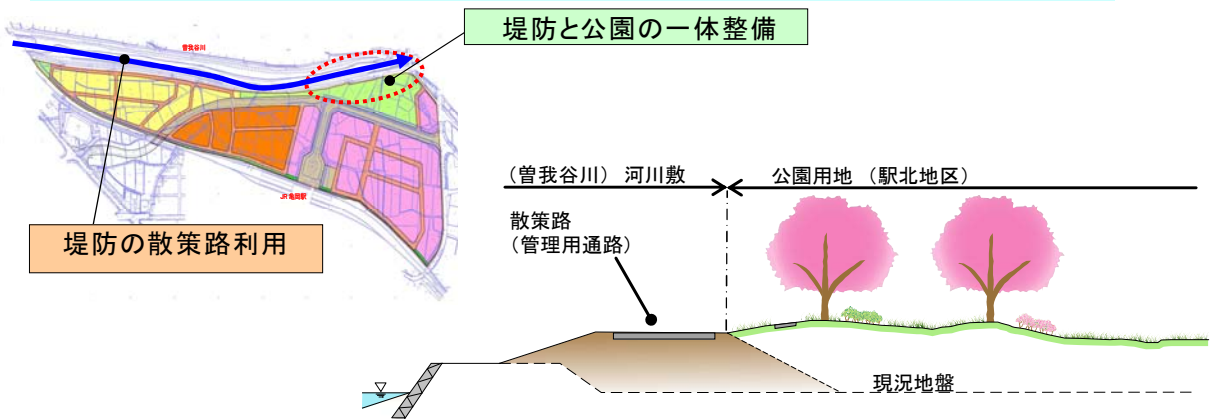 堤防と公園の一体整備
曽我谷川
JR亀岡駅
堤防の散策路利用
(曽我谷川) 河川敷
公園用地 (駅北地区)
散策路
(管理用通路)
現況地盤